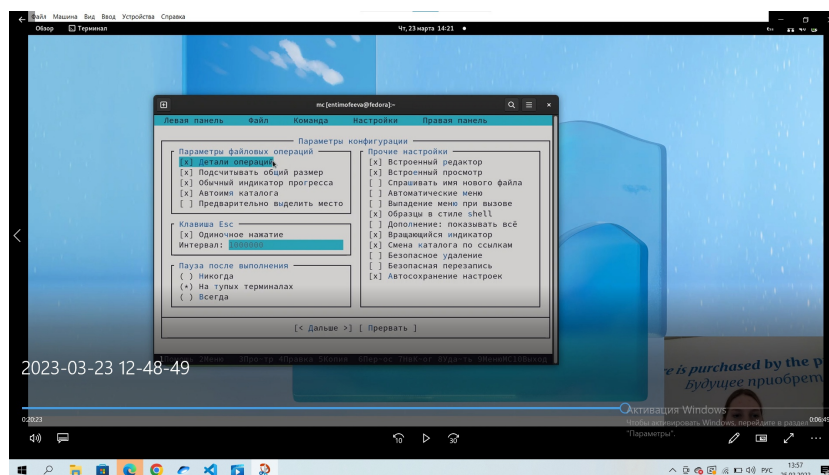 Файл Машина Вид Ввод Устройства Справка
Обзор Терминал Чт, 23 марта 14:21
mc [entimofeeva@fedora]:~
Левая панель Файл Команда Настройки Правая панель
Параметры конфигурации
Параметры файловых операций
[x] Детали операций
[x] Подсчитывать общий размер
[x] Обычный индикатор прогресса
[x] Автоимя каталога
[ ] Предварительно выделить место
Клавиша Esc
[x] Одиночное нажатие
Интервал: 1000000
Пауза после выполнения
( ) Никогда
(*) На тупых терминалах
( ) Всегда
Прочие настройки
[x] Встроенный редактор
[x] Встроенный просмотр
[ ] Спрашивать имя нового файла
[ ] Автоматические меню
[ ] Выпадение меню при вызове
[x] Образцы в стиле shell
[ ] Дополнение: показывать всё
[x] Вращающийся индикатор
[x] Смена каталога по ссылкам
[ ] Безопасное удаление
[ ] Безопасная перезапись
[x] Автосохранение настроек
[< Дальше >] [ Прервать ]
2023-03-23 12-48-49
is purchased by the p
Будущее приобрет
Активация Windows
Чтобы активировать Windows, перейдите в раздел
"Параметры".
0:20:23
0:06:49
10
30
РУС
13:57